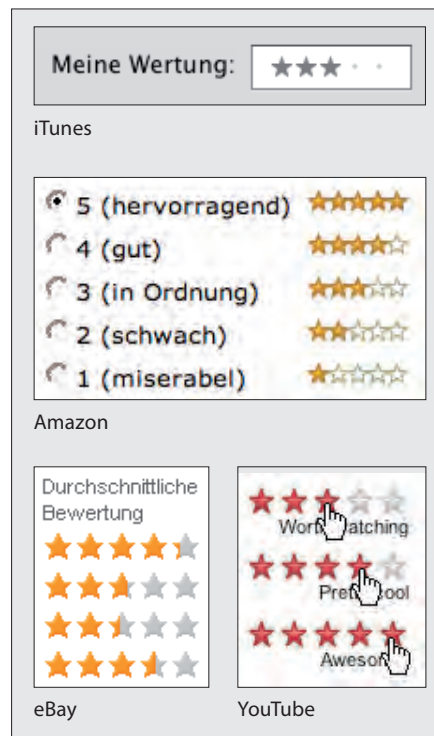 Meine Wertung:
iTunes
5 (hervorragend)
4 (gut)
3 (in Ordnung)
2 (schwach)
1 (miserabel)
Amazon
Durchschnittliche
Bewertung
eBay
YouTube